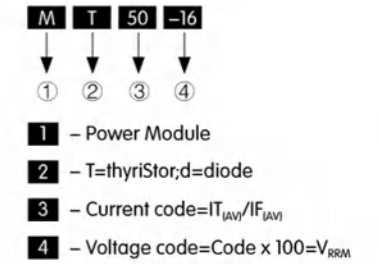 M T 50 –16
① ② ③ ④
1 – Power Module
2 – T=thyriStor;d=diode
3 – Current code=IT(AV)/IF(AV)
4 – Voltage code=Code x 100=VRRM